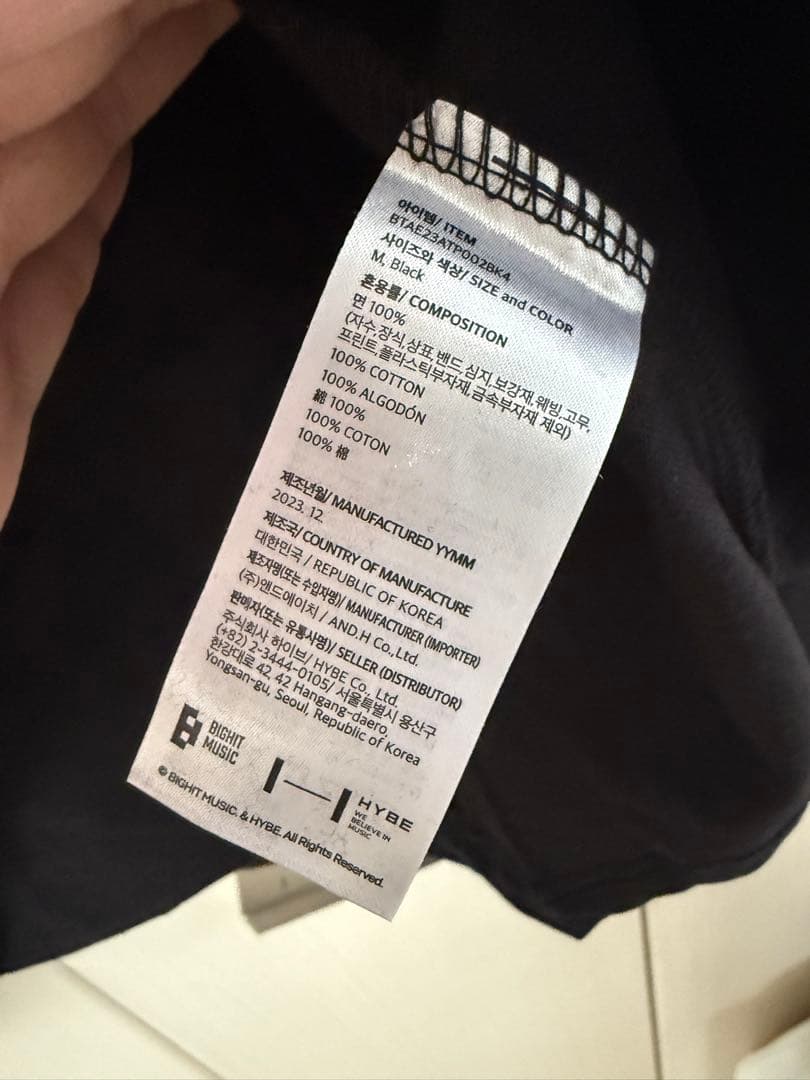 아이템/ ITEM
BTAE23ATP002BK4
사이즈와 색상/ SIZE and COLOR
M, Black
혼용률/ COMPOSITION
면 100%
(자수,장식,상표,밴드,심지,보강재,웨빙,고무,
프린트,플라스틱부자재,금속부자재 제외)
100% COTTON
100% ALGODÓN
綿 100%
100% COTON
100% 棉
제조년월/ MANUFACTURED YYMM
2023. 12.
제조국/ COUNTRY OF MANUFACTURE
대한민국 / REPUBLIC OF KOREA
제조자명(또는 수입자명)/ MANUFACTURER (IMPORTER)
(주)앤드에이치 / AND.H Co.,Ltd.
판매자(또는 유통사명)/ SELLER (DISTRIBUTOR)
주식회사 하이브/ HYBE Co., Ltd.
(+82) 2-3444-0105/ 서울특별시 용산구
한강대로 42, 42 Hangang-daero,
Yongsan-gu, Seoul, Republic of Korea
BIGHIT
MUSIC
HYBE
WE
BELIEVE IN
MUSIC
© BIGHIT MUSIC. & HYBE. All Rights Reserved.